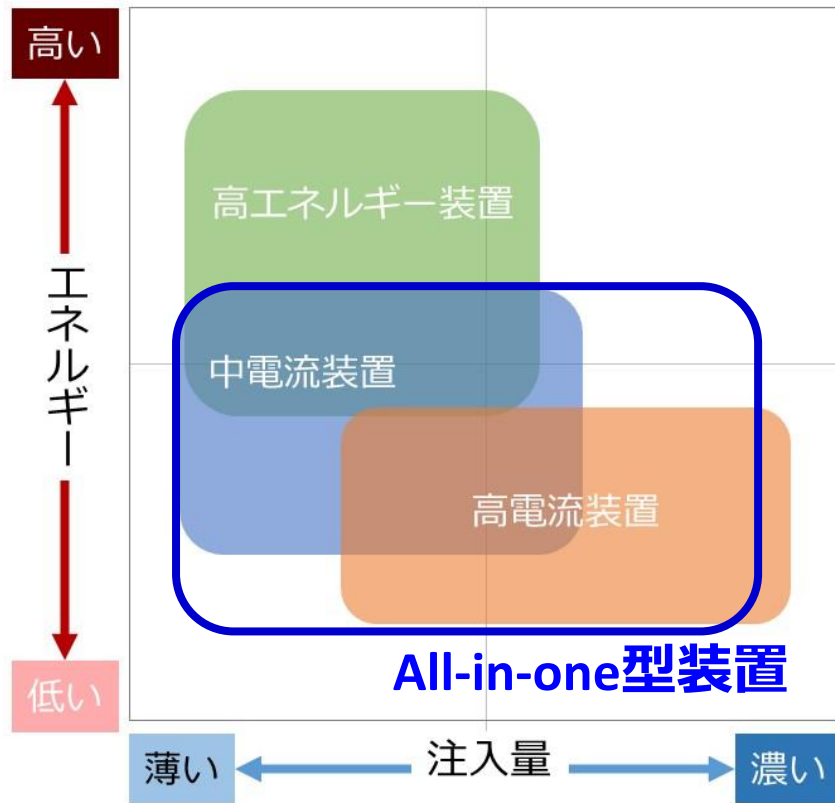 高い
高エネルギー装置
エネルギー
中電流装置
高電流装置
All-in-one型装置
低い
薄い
注入量
濃い